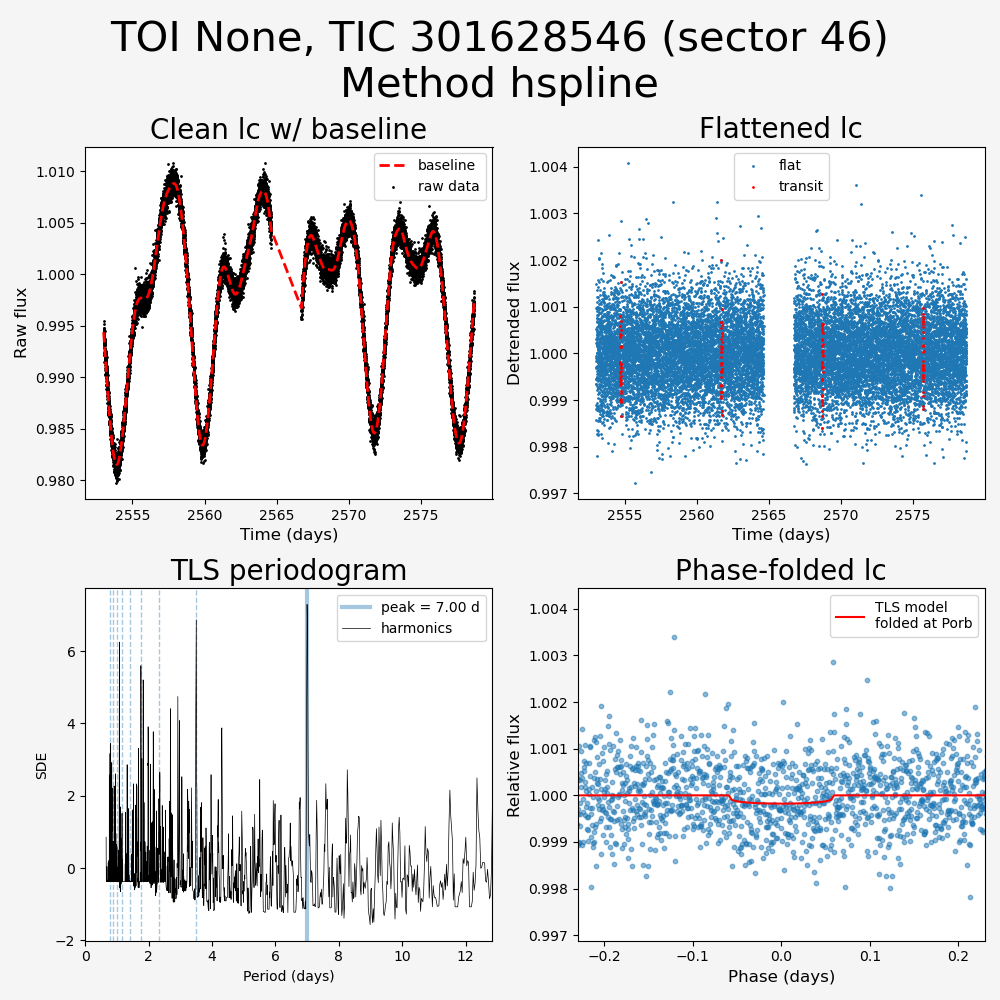 TOI None, TIC 301628546 (sector 46)
Method hspline
Clean lc w/ baseline
baseline
raw data
Raw flux
1.010
1.005
1.000
0.995
0.990
0.985
0.980
2555
2560
2565
2570
2575
Time (days)
Flattened lc
flat
transit
Detrended flux
1.004
1.003
1.002
1.001
1.000
0.999
0.998
0.997
2555
2560
2565
2570
2575
Time (days)
TLS periodogram
peak = 7.00 d
harmonics
SDE
6
4
2
0
−2
0
2
4
6
8
10
12
Period (days)
Phase-folded lc
TLS model
folded at Porb
Relative flux
1.004
1.003
1.002
1.001
1.000
0.999
0.998
0.997
−0.2
−0.1
0.0
0.1
0.2
Phase (days)